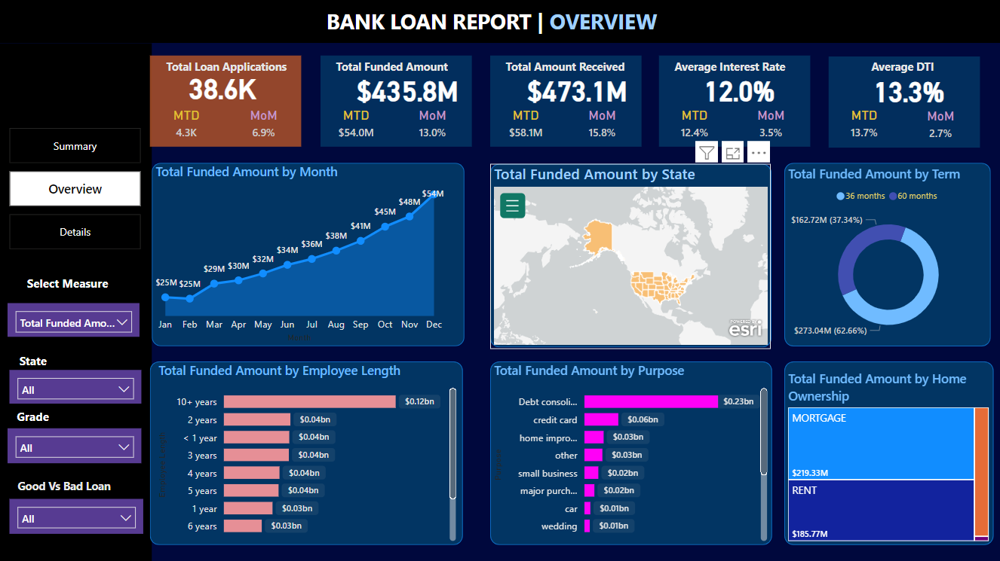 BANK LOAN REPORT | OVERVIEW
Total Loan Applications
38.6K
MTD MoM
4.3K 6.9%
Total Funded Amount
$435.8M
MTD MoM
$54.0M 13.0%
Total Amount Received
$473.1M
MTD MoM
$58.1M 15.8%
Average Interest Rate
12.0%
MTD MoM
12.4% 3.5%
Average DTI
13.3%
MTD MoM
13.7% 2.7%
Summary
Overview
Details
Select Measure
Total Funded Amo...
State
All
Grade
All
Good Vs Bad Loan
All
Total Funded Amount by Month
$25M $25M $29M $30M $32M $34M $36M $38M $41M $45M $48M $54M
Jan Feb Mar Apr May Jun Jul Aug Sep Oct Nov Dec
Month
Total Funded Amount by State
POWERED BY
esri
Total Funded Amount by Term
36 months 60 months
$162.72M (37.34%)
$273.04M (62.66%)
Total Funded Amount by Employee Length
Employee Length
10+ years $0.12bn
2 years $0.04bn
< 1 year $0.04bn
3 years $0.04bn
4 years $0.04bn
5 years $0.04bn
1 year $0.03bn
6 years $0.03bn
Total Funded Amount by Purpose
Purpose
Debt consoli... $0.23bn
credit card $0.06bn
home impro... $0.03bn
other $0.03bn
small business $0.02bn
major purch... $0.02bn
car $0.01bn
wedding $0.01bn
Total Funded Amount by Home
Ownership
MORTGAGE
$219.33M
RENT
$185.77M